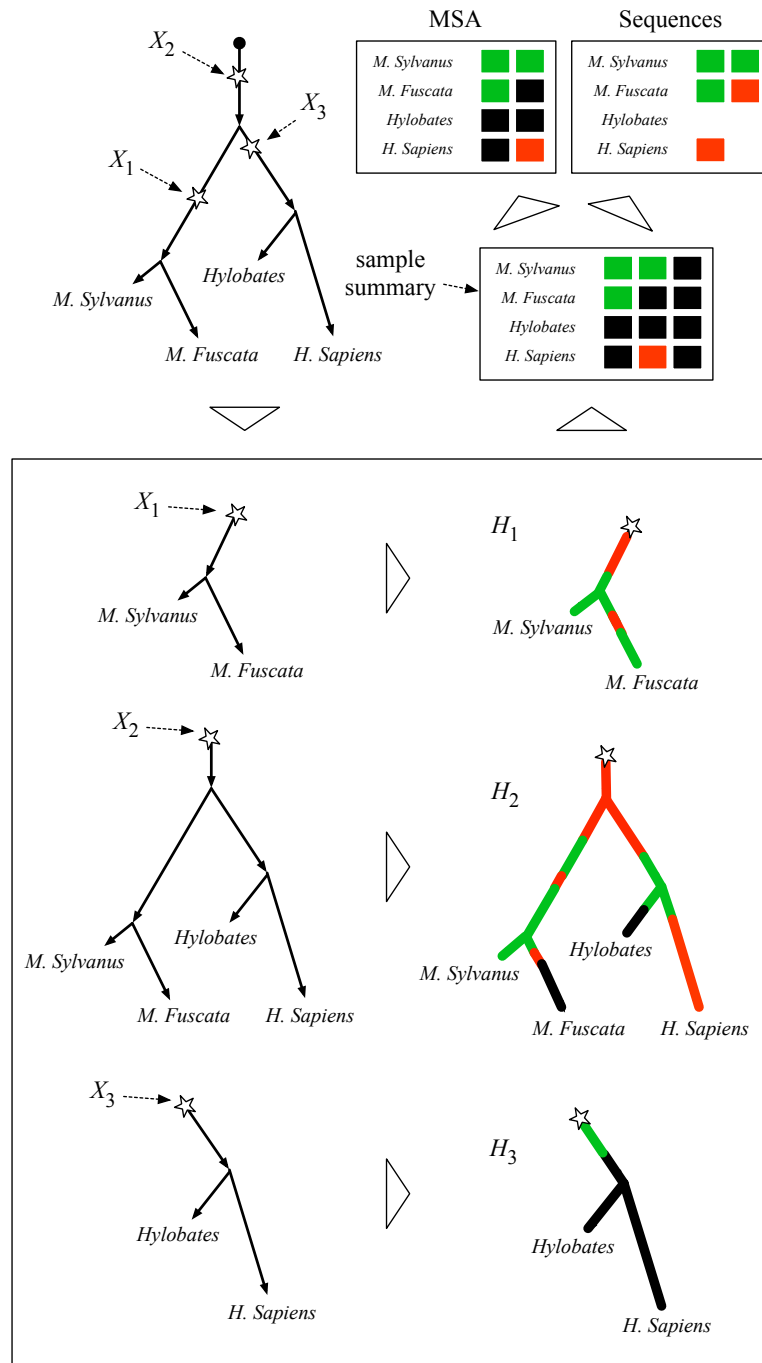 X2
X3
X1
M. Sylvanus
M. Fuscata
Hylobates
H. Sapiens
MSA
M. Sylvanus
M. Fuscata
Hylobates
H. Sapiens
Sequences
M. Sylvanus
M. Fuscata
Hylobates
H. Sapiens
sample
summary
M. Sylvanus
M. Fuscata
Hylobates
H. Sapiens
X1
M. Sylvanus
M. Fuscata
H1
M. Sylvanus
M. Fuscata
X2
Hylobates
M. Sylvanus
M. Fuscata
H. Sapiens
H2
Hylobates
M. Sylvanus
M. Fuscata
H. Sapiens
X3
Hylobates
H. Sapiens
H3
Hylobates
H. Sapiens